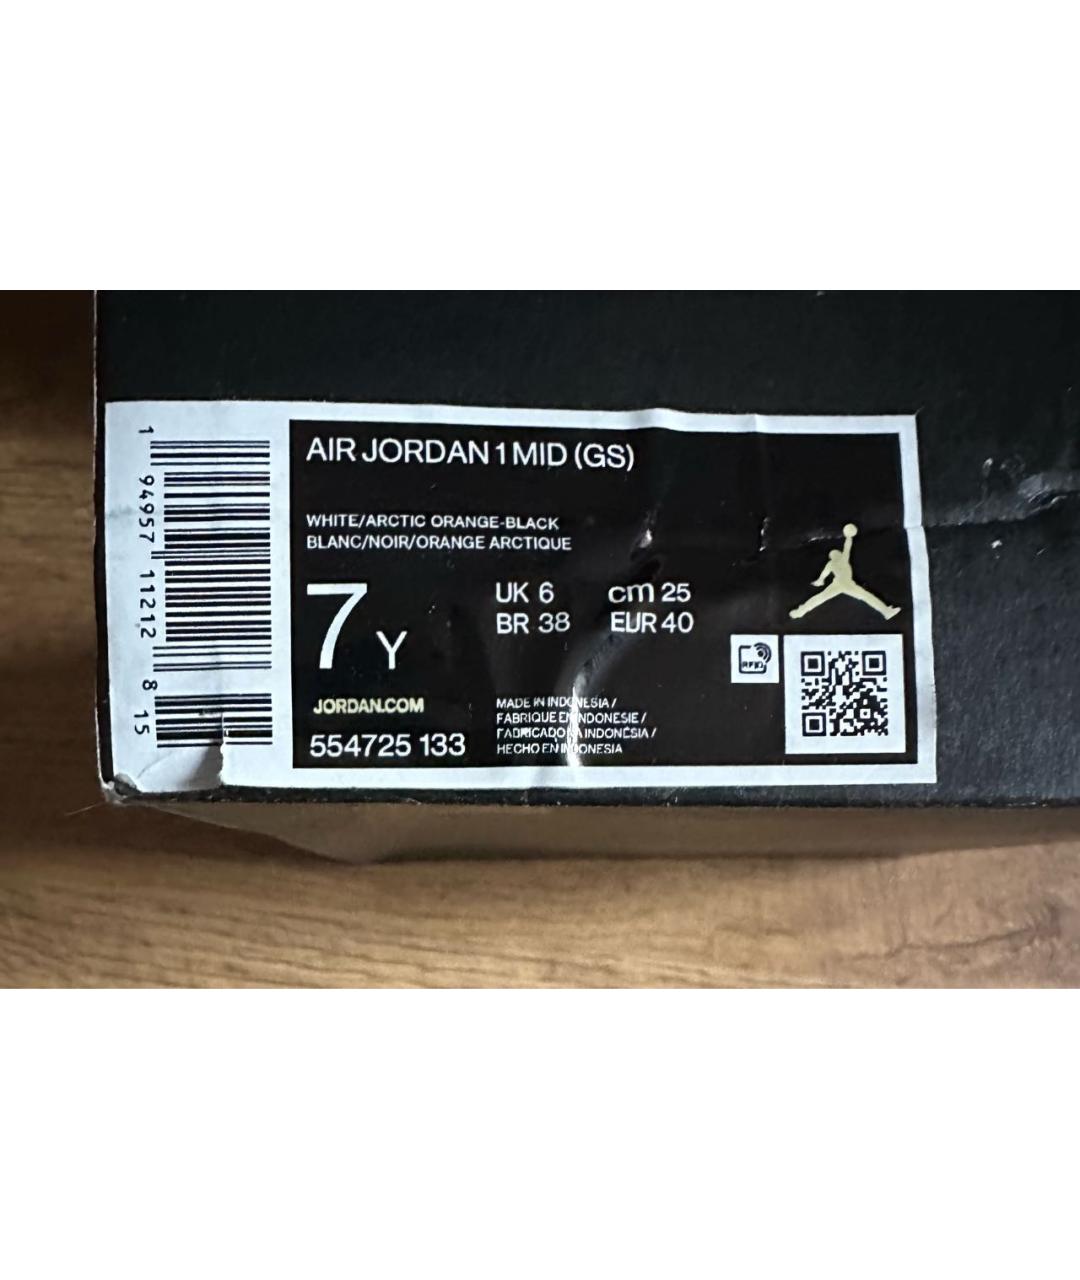 1 94957 11212 8 15
AIR JORDAN 1 MID (GS)
WHITE/ARCTIC ORANGE-BLACK
BLANC/NOIR/ORANGE ARCTIQUE
7 Y
UK 6 cm 25
BR 38 EUR 40
RFID
JORDAN.COM
554725 133
MADE IN INDONESIA /
FABRIQUE EN INDONESIE /
FABRICADO NA INDONÉSIA /
HECHO EN INDONESIA